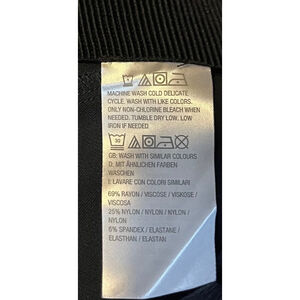 MACHINE WASH COLD DELICATE
CYCLE. WASH WITH LIKE COLORS.
ONLY NON-CHLORINE BLEACH WHEN
NEEDED. TUMBLE DRY LOW. LOW
IRON IF NEEDED.
30
GB: WASH WITH SIMILAR COLOURS
D: MIT ÄHNLICHEN FARBEN
WASCHEN
I: LAVARE CON COLORI SIMILARI
69% RAYON / VISCOSE / VISKOSE /
VISCOSA
25% NYLON / NYLON / NYLON /
NYLON
6% SPANDEX / ELASTANE /
ELASTHAN / ELASTAN